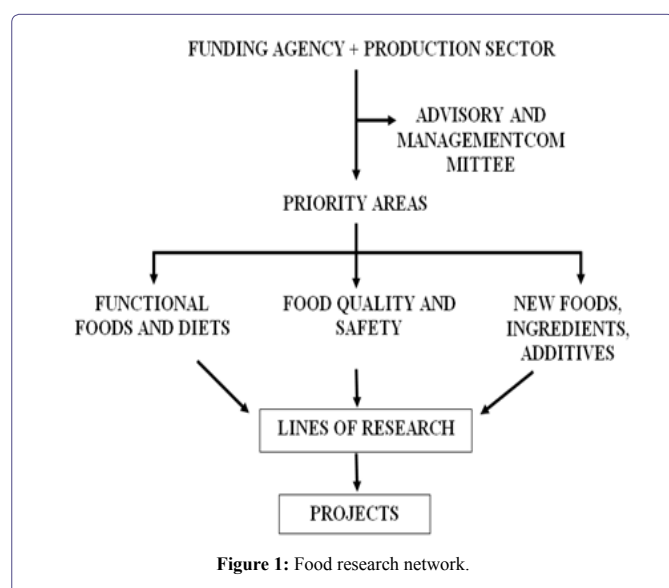 FUNDING AGENCY + PRODUCTION SECTOR
ADVISORY AND
MANAGEMENTCOM
MITTEE
PRIORITY AREAS
FUNCTIONAL
FOODS AND DIETS
FOOD QUALITY AND
SAFETY
NEW FOODS,
INGREDIENTS,
ADDITIVES
LINES OF RESEARCH
PROJECTS
Figure 1: Food research network.